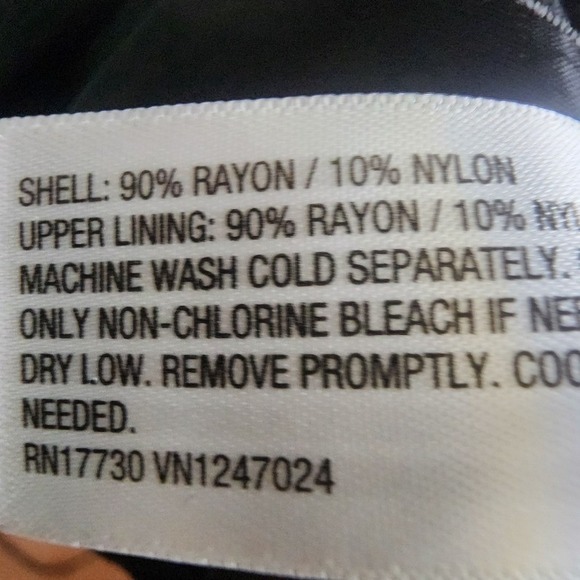 SHELL: 90% RAYON / 10% NYLON
UPPER LINING: 90% RAYON / 10%
MACHINE WASH COLD SEPARATELY.
ONLY NON-CHLORINE BLEACH IF
DRY LOW. REMOVE PROMPTLY.
NEEDED.
RN17730 VN1247024